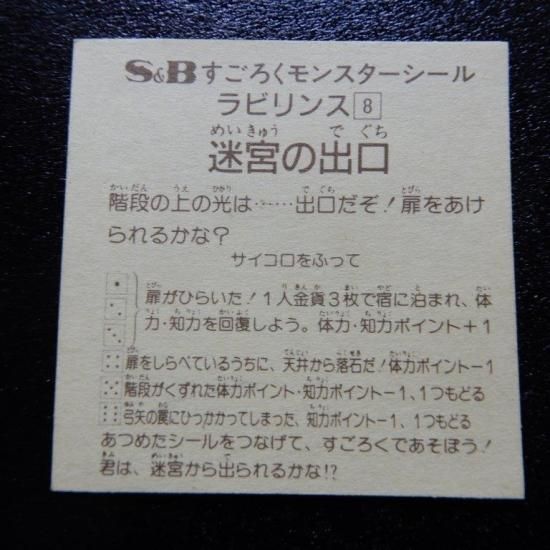 S&Bすごろくモンスターシール
ラビリンス 8
迷宮の出口
階段の上の光は……出口だぞ!扉をあけ
られるかな?
サイコロをふって
扉がひらいた!1人金貨3枚で宿に泊まれ、体
力・知力を回復しよう。体力・知力ポイント+1
扉をしらべているうちに、天井から落石だ!体力ポイント−1
階段がくずれた体力ポイント・知力ポイント−1、1つもどる
弓矢の罠にひっかかってしまった、知力ポイント−1、1つもどる
あつめたシールをつなげて、すごろくであそぼう!
君は、迷宮から出られるかな!?